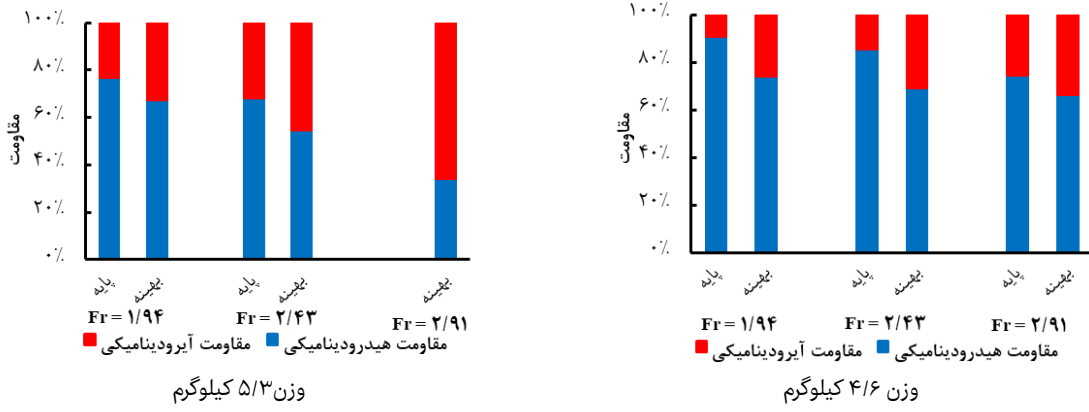 ۱۰۰٪
۸۰٪
۶۰٪
۴۰٪
۲۰٪
۰٪
مقاومت
پایه
بهینه
پایه
بهینه
بهینه
Fr = ۱/۹۴
Fr = ۲/۴۳
Fr = ۲/۹۱
مقاومت هیدرودینامیکی
مقاومت آیرودینامیکی
وزن۵/۳ کیلوگرم
۱۰۰٪
۸۰٪
۶۰٪
۴۰٪
۲۰٪
۰٪
مقاومت
پایه
بهینه
پایه
بهینه
پایه
بهینه
Fr = ۱/۹۴
Fr = ۲/۴۳
Fr = ۲/۹۱
مقاومت هیدرودینامیکی
مقاومت آیرودینامیکی
وزن ۴/۶ کیلوگرم